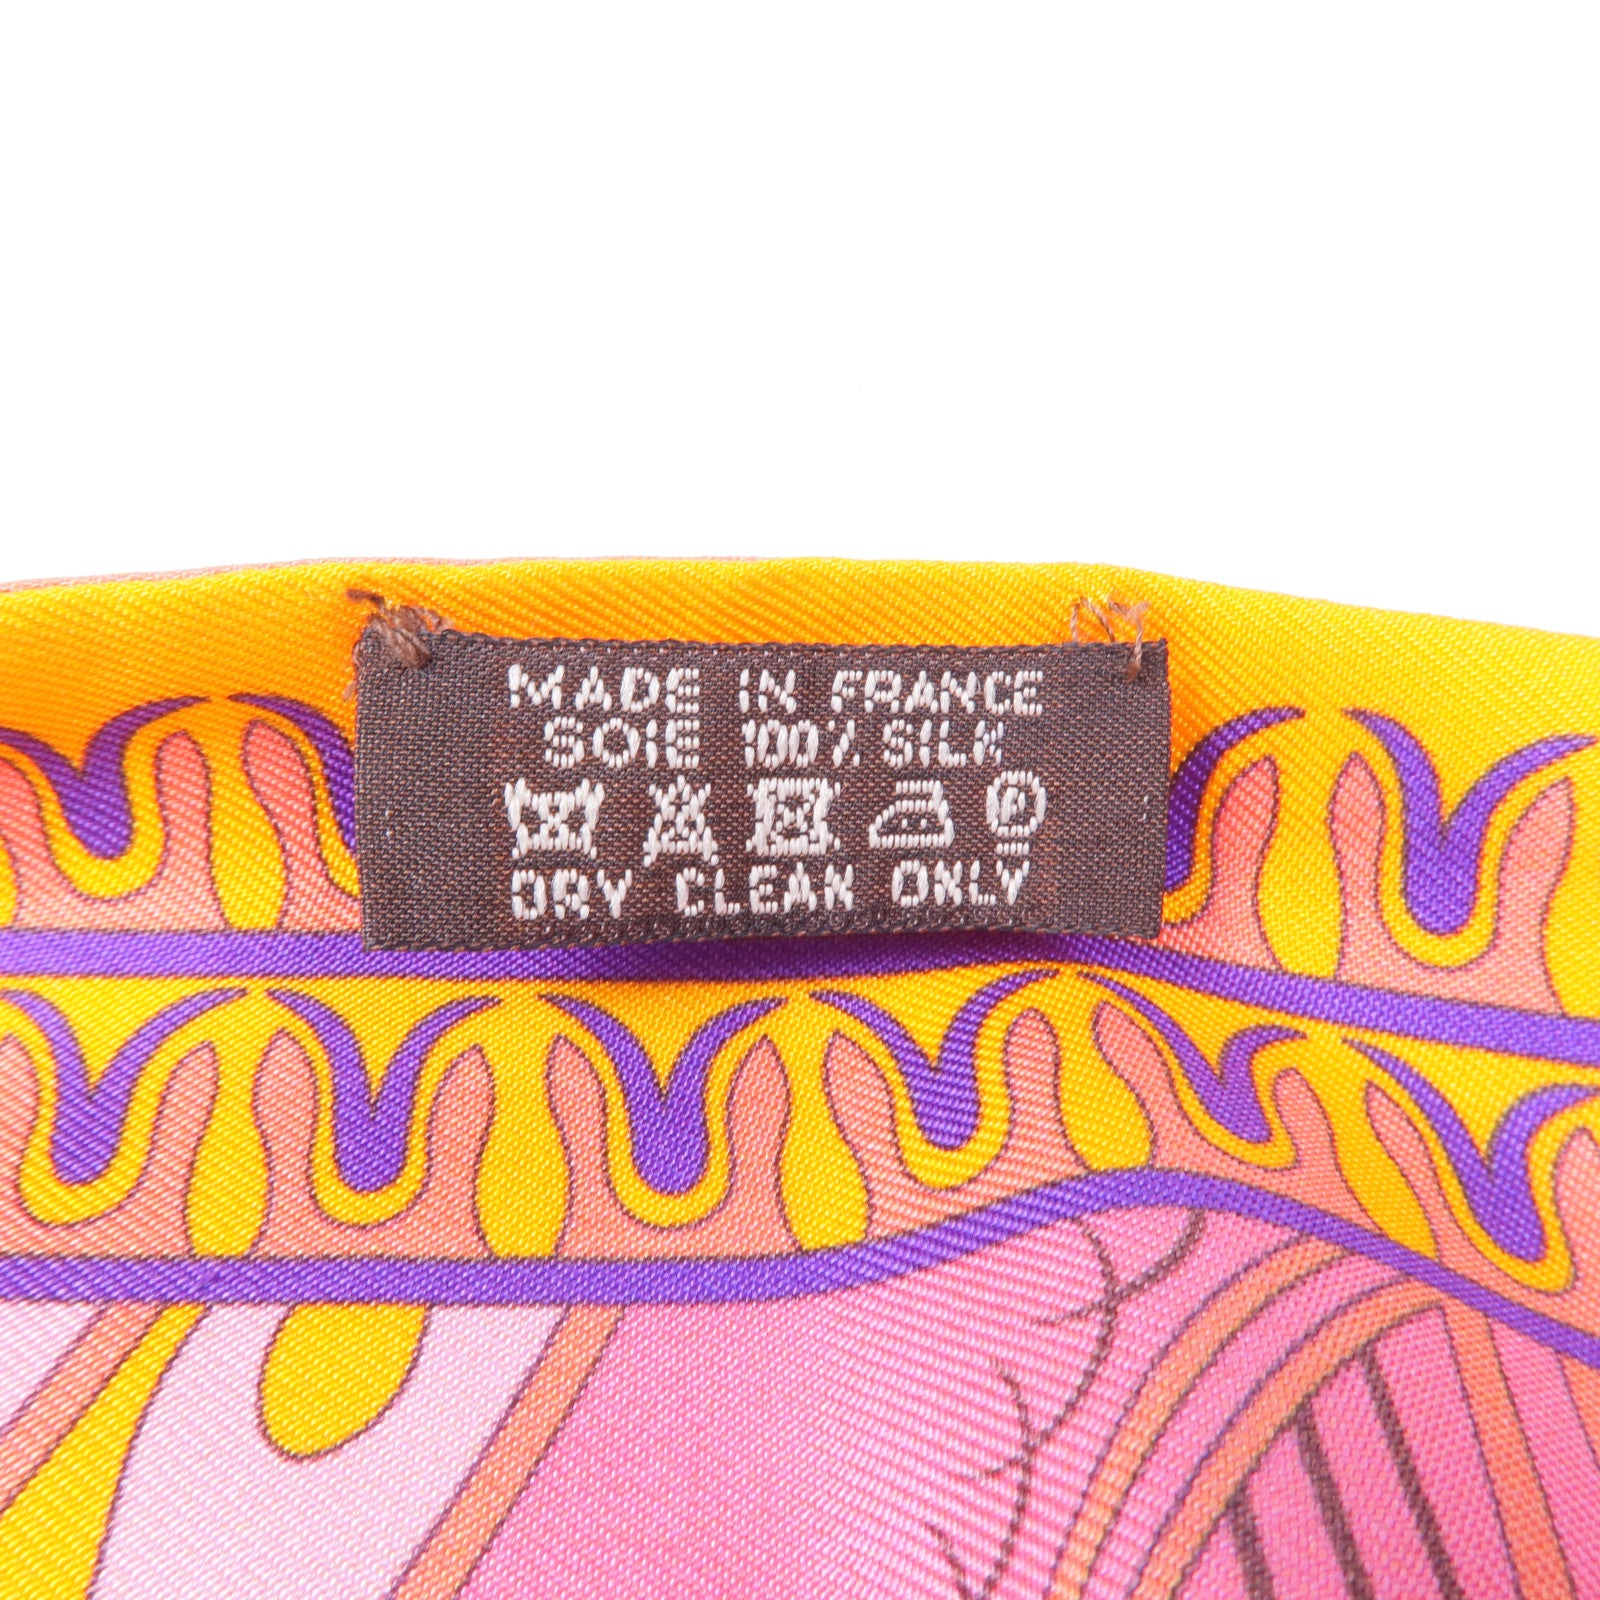 MADE IN FRANCE
SOIE 100% SILK
P
DRY CLEAN ONLY